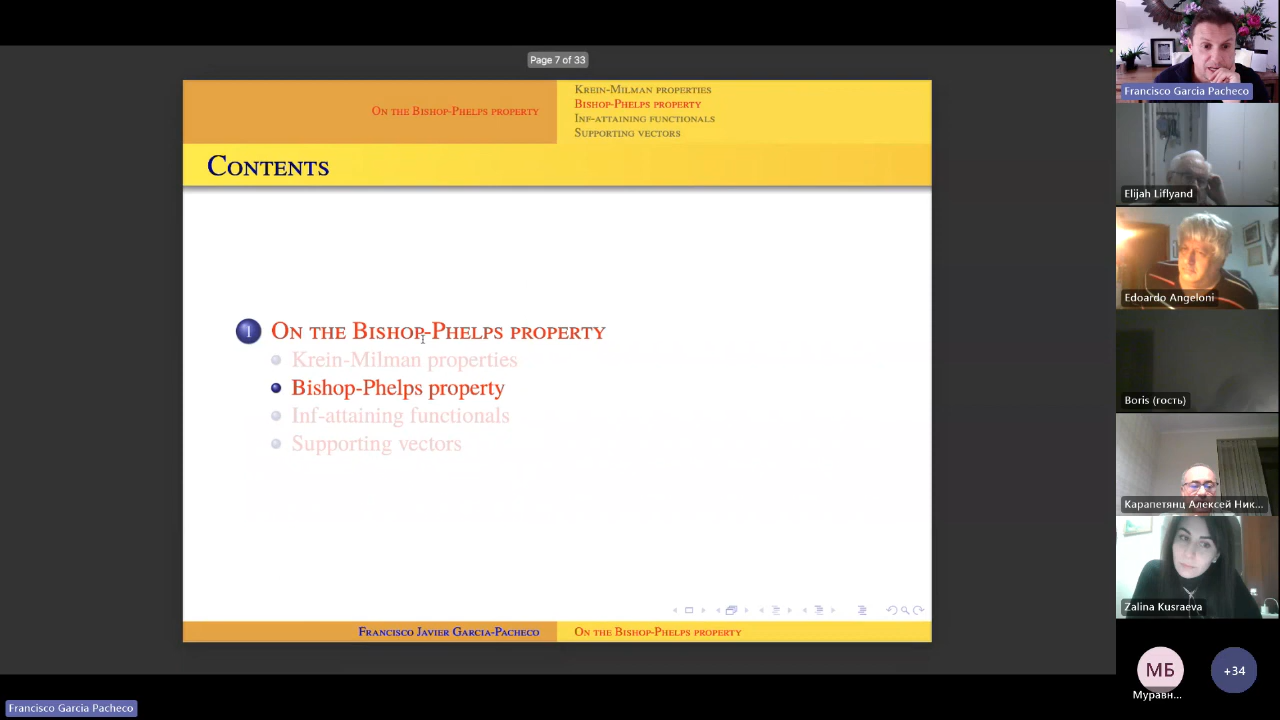 Page 7 of 33
On the Bishop-Phelps property
Krein-Milman properties
Bishop-Phelps property
Inf-attaining functionals
Supporting vectors
Contents
1 On the Bishop-Phelps property
Krein-Milman properties
Bishop-Phelps property
Inf-attaining functionals
Supporting vectors
Francisco Javier Garcia-Pacheco
On the Bishop-Phelps property
Francisco Garcia Pacheco
Elijah Liflyand
Edoardo Angeloni
Boris (гость)
Карапетянц Алексей Ник...
Zalina Kusraeva
МБ
Муравн...
+34
Francisco Garcia Pacheco